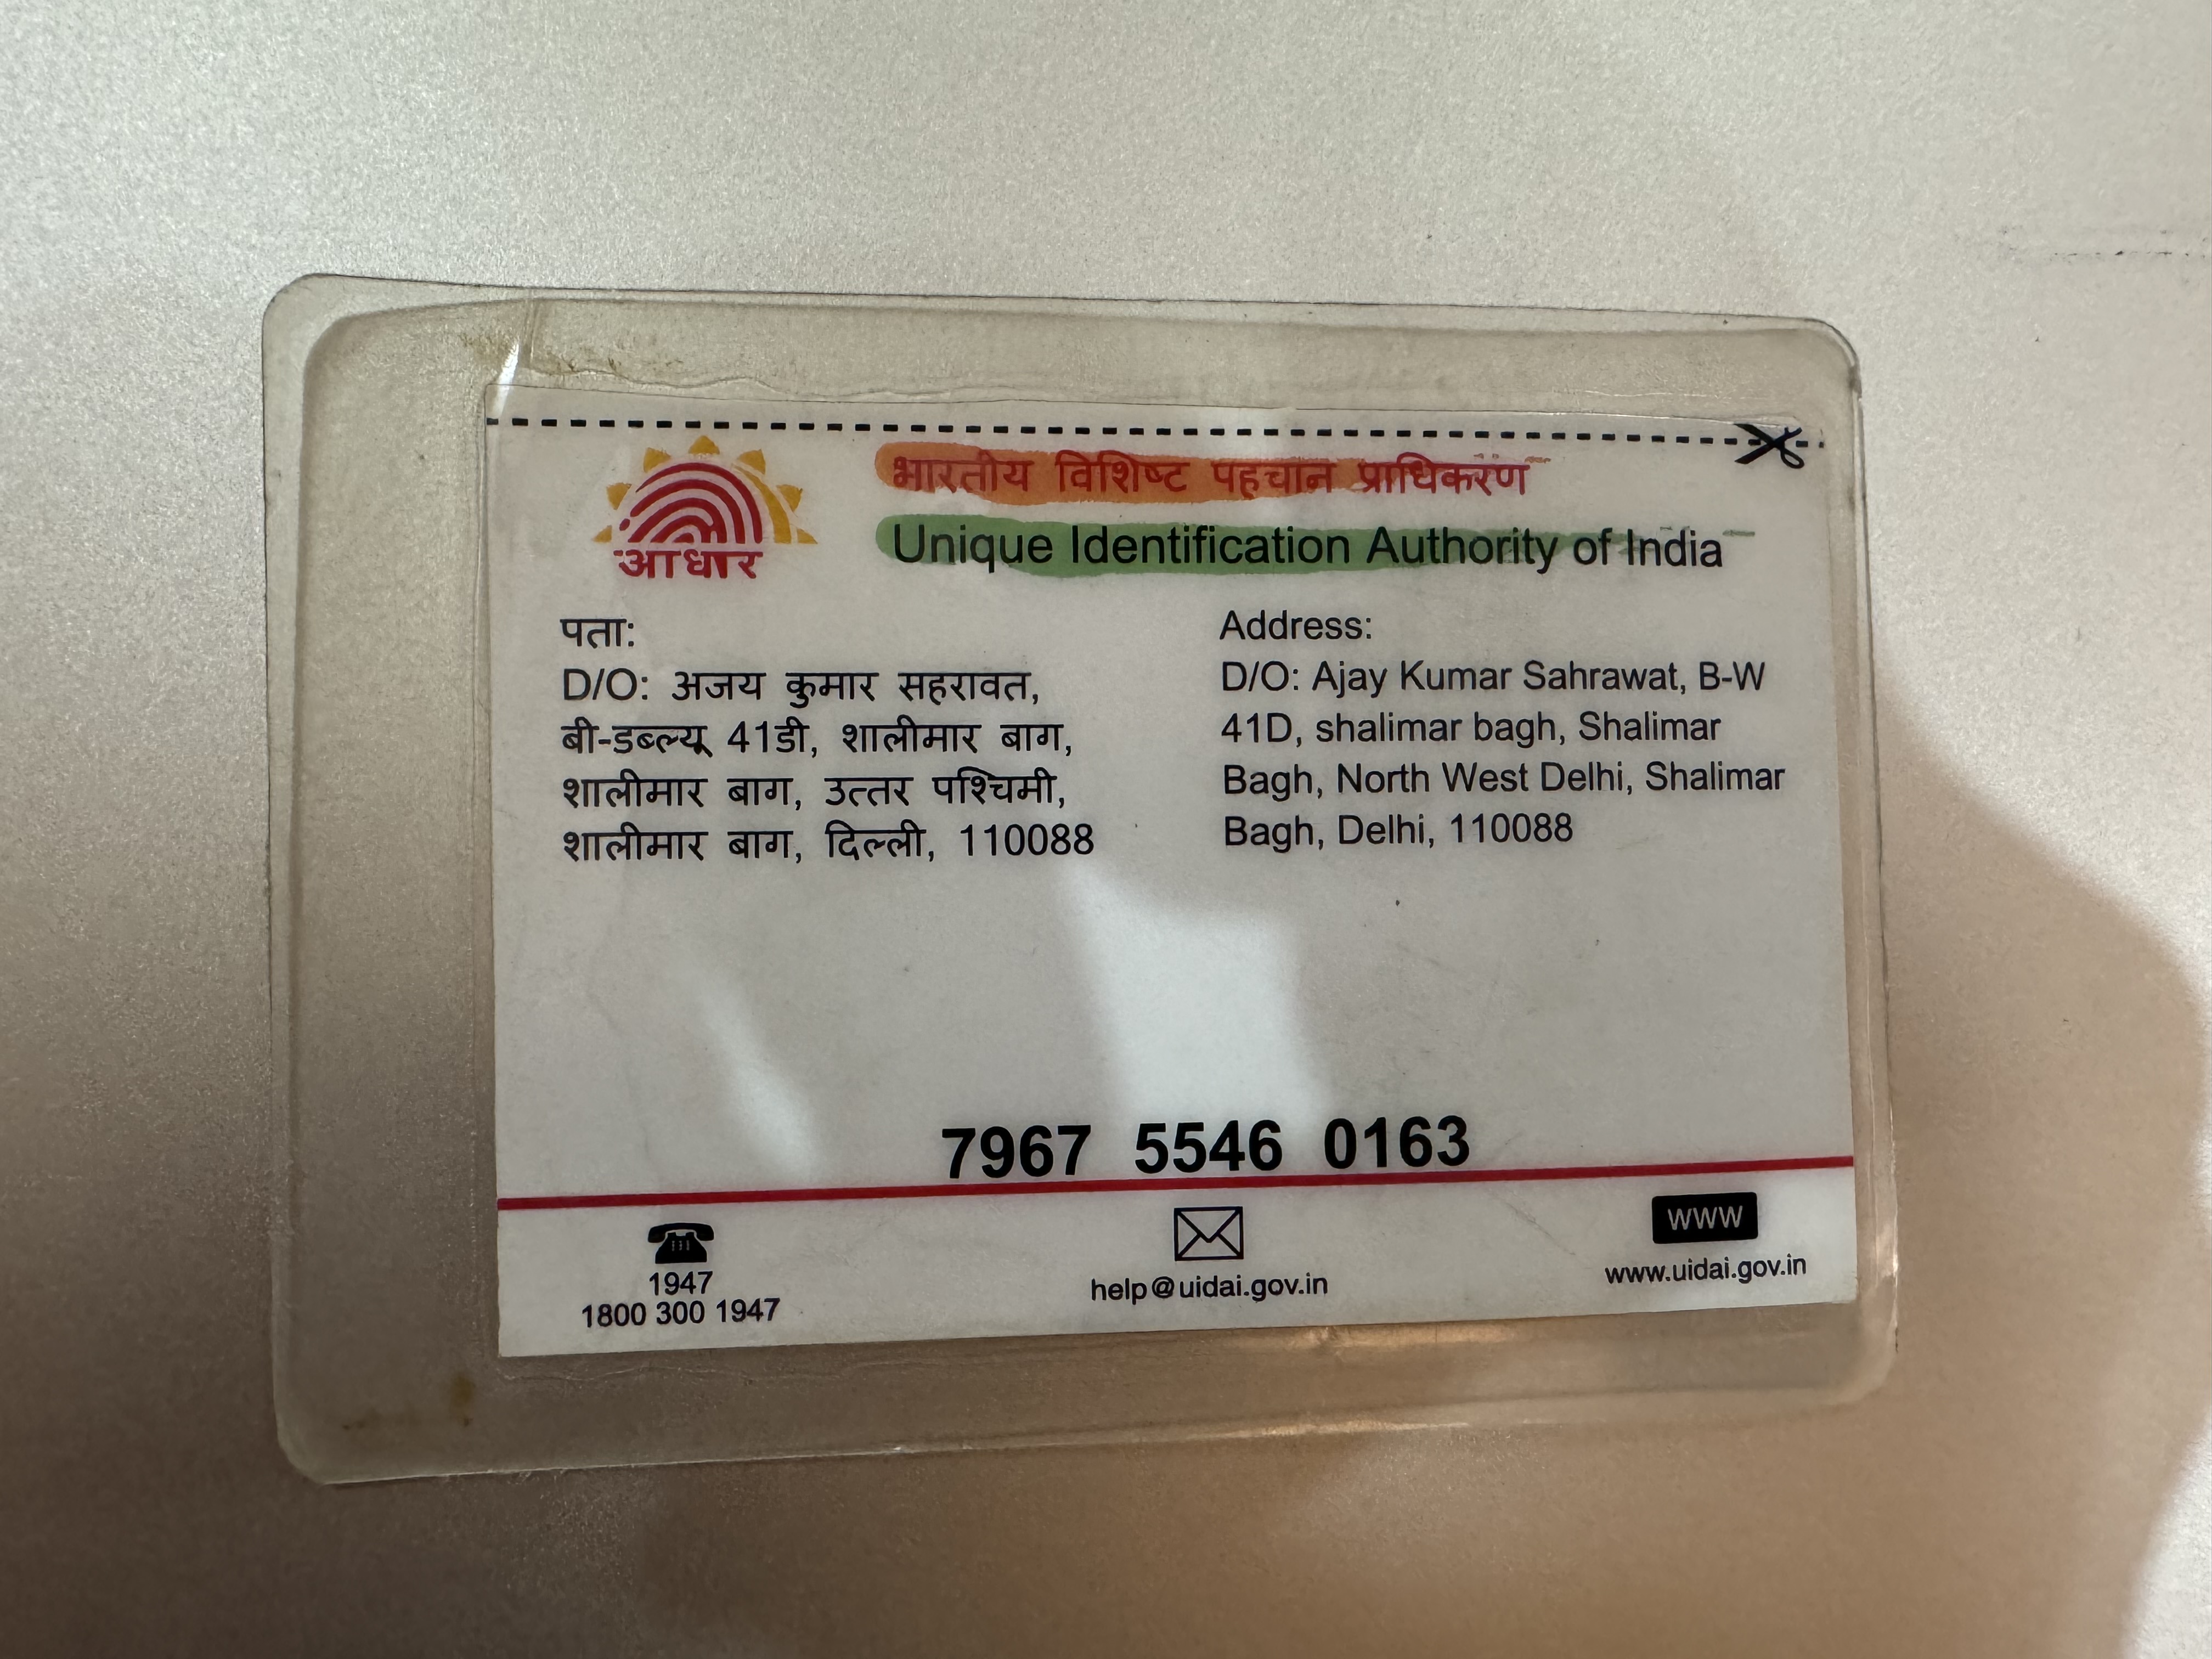 भारतीय विशिष्ट पहचान प्राधिकरण
Unique Identification Authority of India
आधार
पता:
D/O: अजय कुमार सहरावत,
बी-डब्ल्यू 41डी, शालीमार बाग,
शालीमार बाग, उत्तर पश्चिमी,
शालीमार बाग, दिल्ली, 110088
Address:
D/O: Ajay Kumar Sahrawat, B-W
41D, shalimar bagh, Shalimar
Bagh, North West Delhi, Shalimar
Bagh, Delhi, 110088
7967 5546 0163
1947
1800 300 1947
help@uidai.gov.in
WWW
www.uidai.gov.in